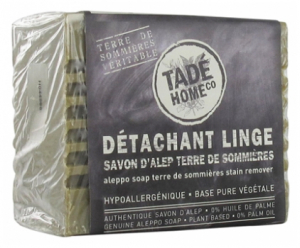 TERRE DE
SOMMIÈRES
VÉRITABLE
TADÉ
HOME CO
DÉTACHANT LINGE
SAVON D'ALEP TERRE DE SOMMIÈRES
aleppo soap terre de sommières stain remover
HYPOALLERGÉNIQUE • BASE PURE VÉGÉTALE
AUTHENTIQUE SAVON D'ALEP • 0% HUILE DE PALME
GENUINE ALEPPO SOAP • PLANT BASED • 0% PALM OIL